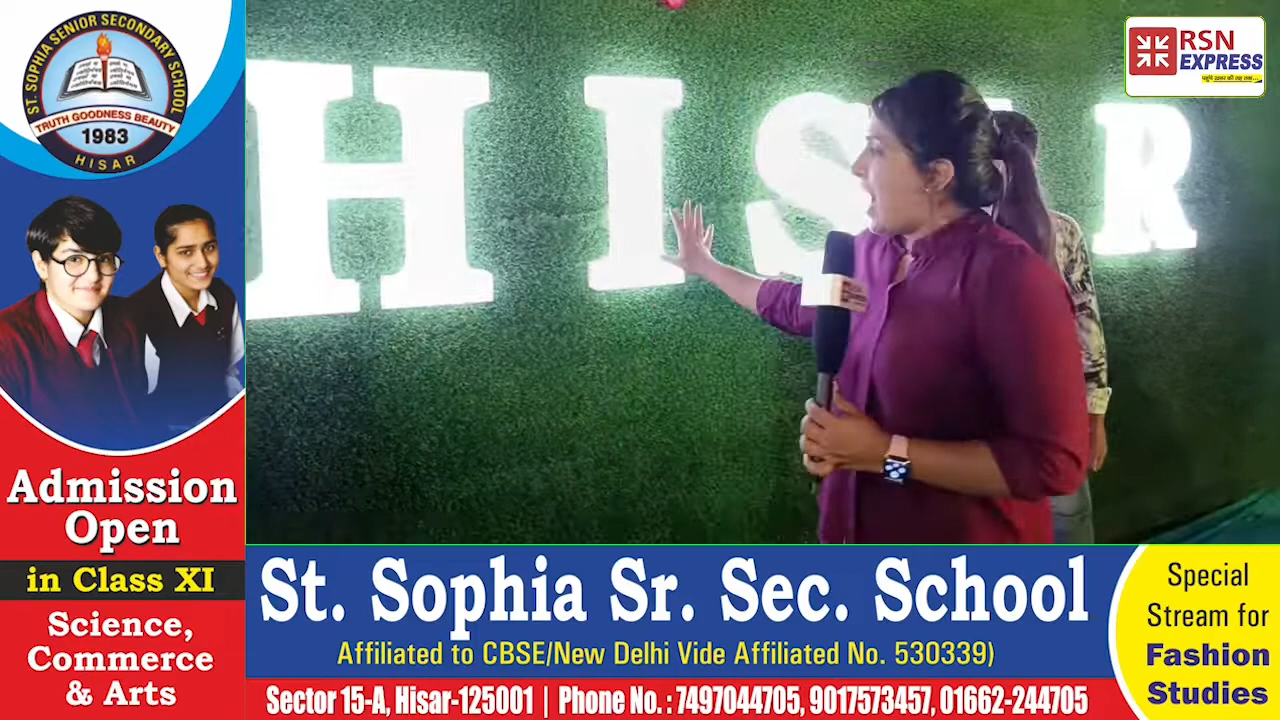 ST. SOPHIA SENIOR SECONDARY SCHOOL
TRUTH GOODNESS BEAUTY
1983
HISAR
Admission
Open
in Class XI
Science,
Commerce
& Arts
HISAR
RSN
EXPRESS
St. Sophia Sr. Sec. School
Affiliated to CBSE/New Delhi Vide Affiliated No. 530339)
Sector 15-A, Hisar-125001 | Phone No. : 7497044705, 9017573457, 01662-244705
Special
Stream for
Fashion
Studies